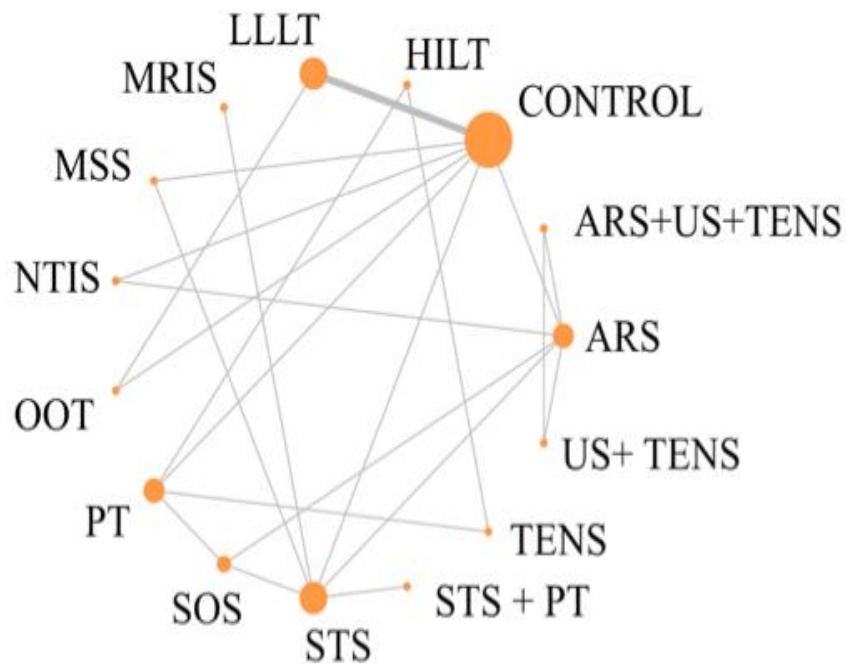 LLLT
HILT
MRIS
CONTROL
MSS
ARS+US+TENS
NTIS
ARS
OOT
US+ TENS
PT
TENS
SOS
STS + PT
STS